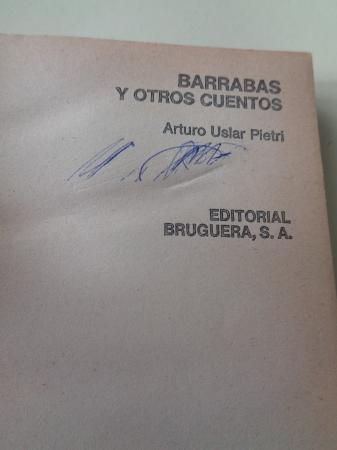 BARRABAS
Y OTROS CUENTOS
Arturo Uslar Pietri
EDITORIAL
BRUGUERA, S. A.